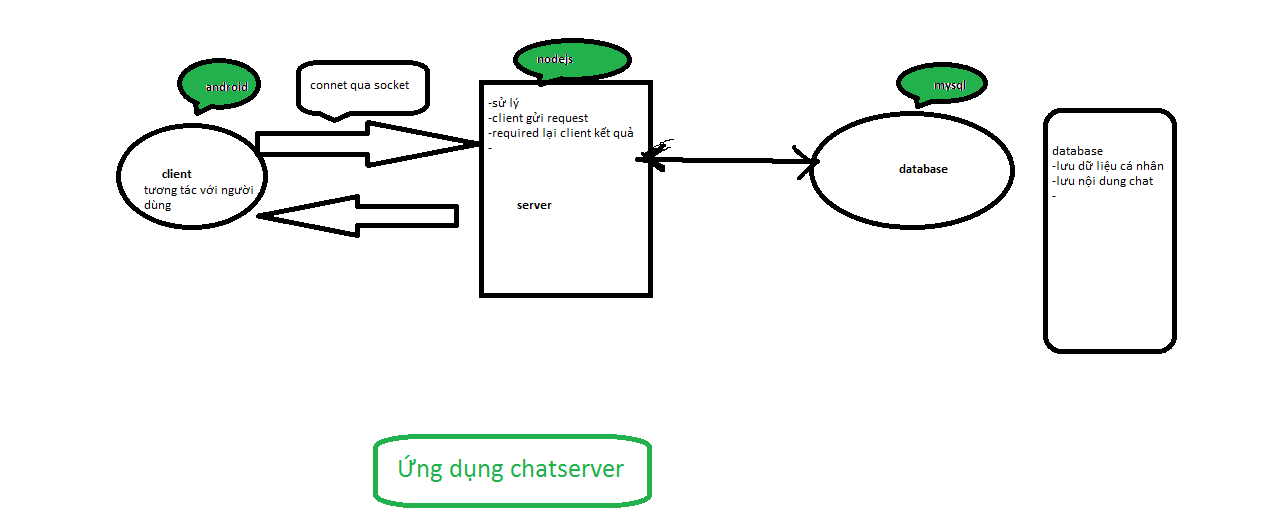 android
connet qua socket
client
tương tác với người
dùng
nodejs
-sử lý
-client gửi request
-required lại client kết quả
-
server
mysql
database
database
-lưu dữ liệu cá nhân
-lưu nội dung chat
-
Ứng dụng chatserver